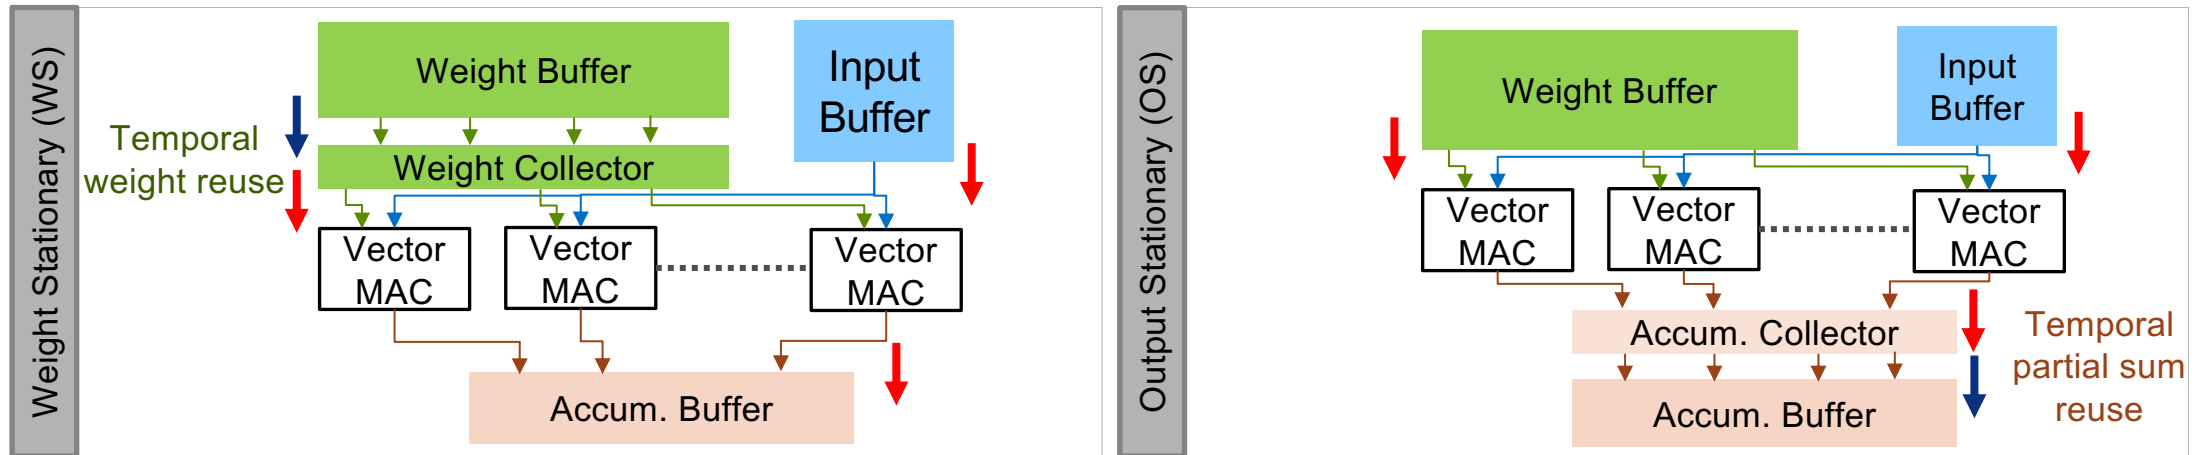 Weight Stationary (WS)
Weight Buffer
Input
Buffer
Temporal
weight reuse
Weight Collector
Vector
MAC
Vector
MAC
Vector
MAC
Accum. Buffer
Output Stationary (OS)
Weight Buffer
Input
Buffer
Vector
MAC
Vector
MAC
Vector
MAC
Accum. Collector
Temporal
partial sum
reuse
Accum. Buffer